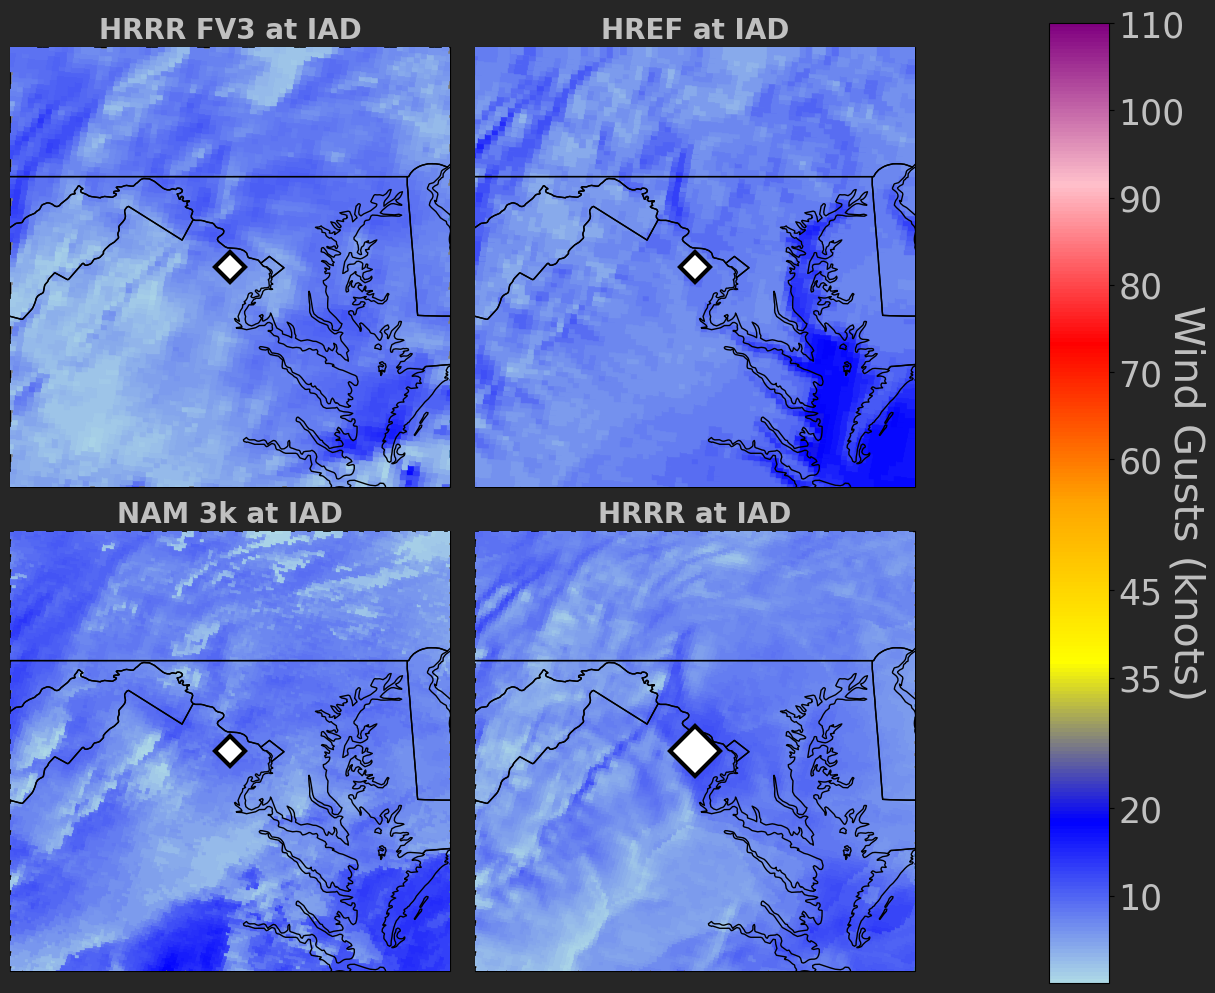 HRRR FV3 at IAD
HREF at IAD
NAM 3k at IAD
HRRR at IAD
110
100
90
80
70
60
45
35
20
10
Wind Gusts (knots)